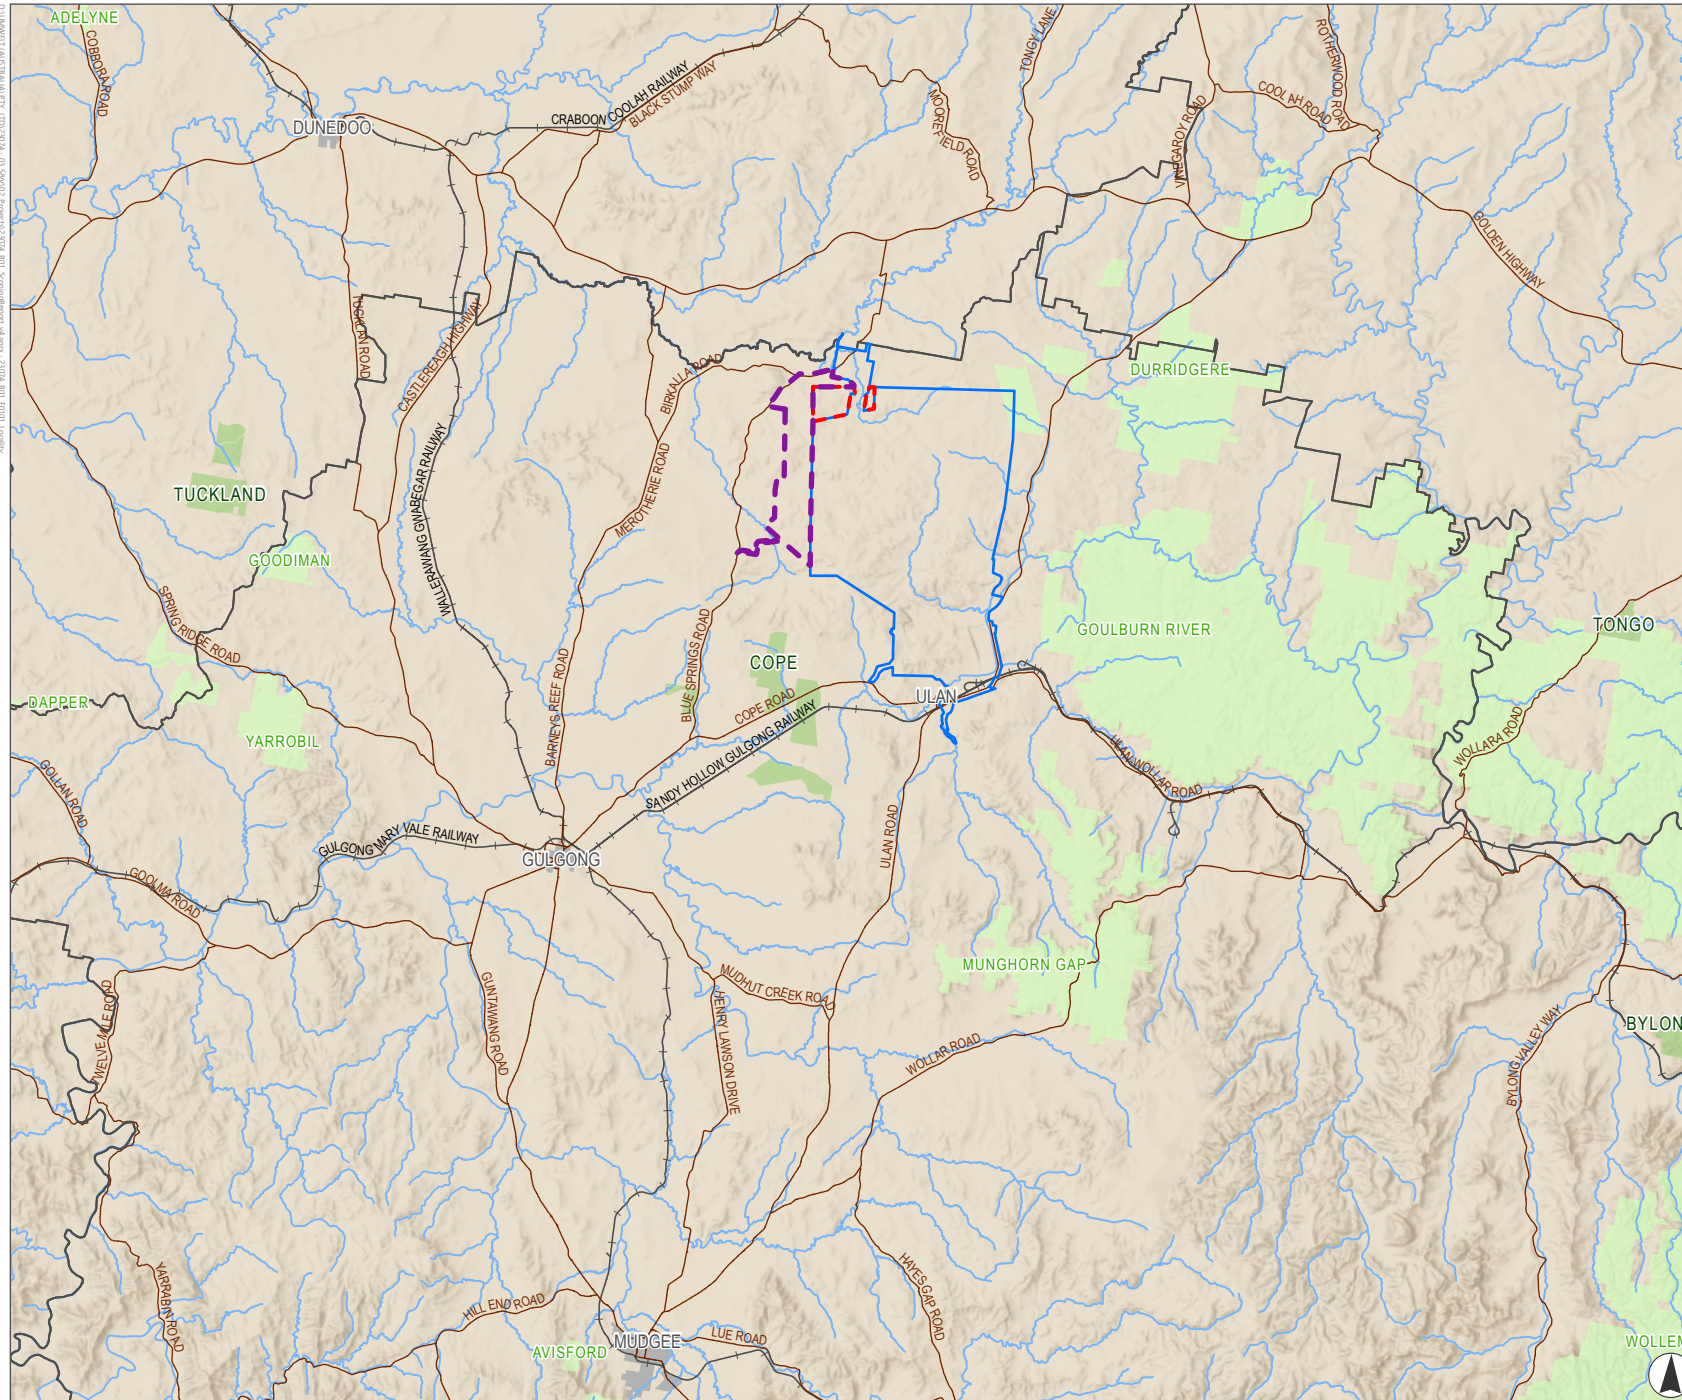 ADELYNE
COBBORA ROAD
DUNEDOO
CRABOON COOLAH RAILWAY
BLACK STUMP WAY
MOOREFIELD ROAD
TONGY LANE
VINEGAROY ROAD
COOLAH ROAD
ROTHERWOOD ROAD
GOLDEN HIGHWAY
TUCKLAN ROAD
CASTLEREAGH HIGHWAY
BIRKALLA ROAD
DURRIDGERE
WALLERAWANG GWABEGAR RAILWAY
MEROTHERIE ROAD
TUCKLAND
GOODIMAN
SPRING RIDGE ROAD
BLUE SPRINGS ROAD
GOULBURN RIVER
TONGO
COPE
DAPPER
BARNEYS REEF ROAD
COPE ROAD
ULAN
YARROBIL
SANDY HOLLOW GULGONG RAILWAY
ULAN WOLLAR ROAD
WOLLARA ROAD
GOLLAN ROAD
GULGONG MARY VALE RAILWAY
GULGONG
ULAN ROAD
GOOLMA ROAD
MUNGHORN GAP
MUDHUT CREEK ROAD
TWELVE MILE ROAD
GUNTAWANG ROAD
HENRY LAWSON DRIVE
WOLLAR ROAD
BYLONG VALLEY WAY
BYLON
YARRABIN ROAD
HILL END ROAD
HAYES GAP ROAD
MUDGEE
LUE ROAD
AVISFORD
WOLLEM